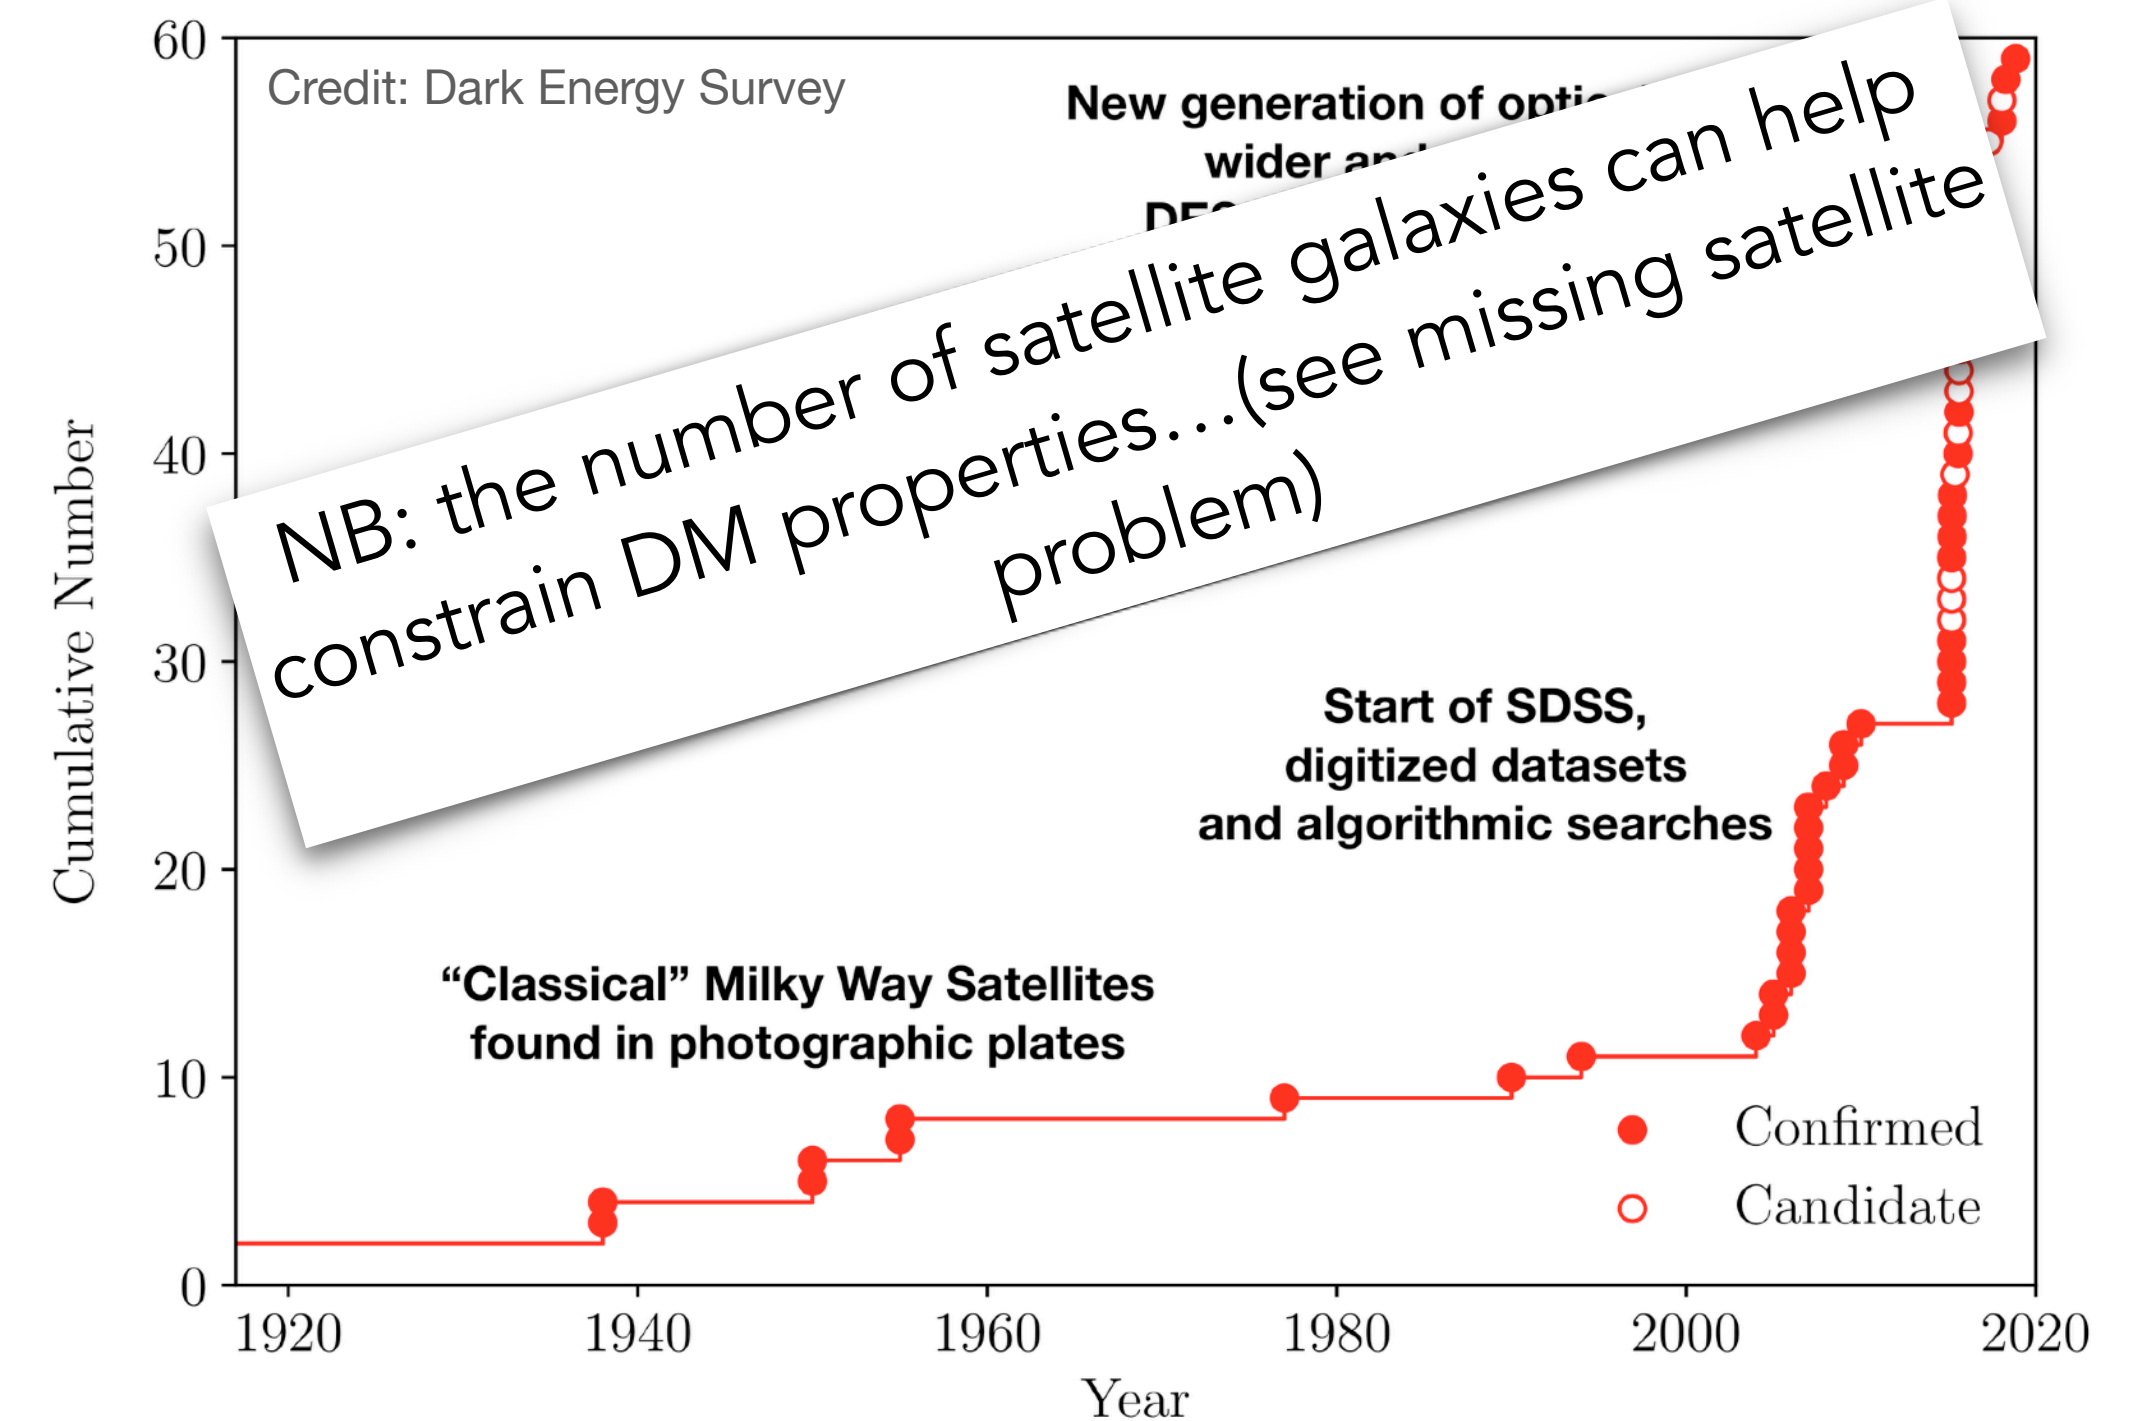 60
Credit: Dark Energy Survey
New generation of
wider
50
NB: the number of satellite galaxies can help
constrain DM properties...(see missing satellite
problem)
40
Cumulative Number
30
Start of SDSS,
digitized datasets
and algorithmic searches
20
“Classical” Milky Way Satellites
found in photographic plates
10
Confirmed
Candidate
0
1920 1940 1960 1980 2000 2020
Year